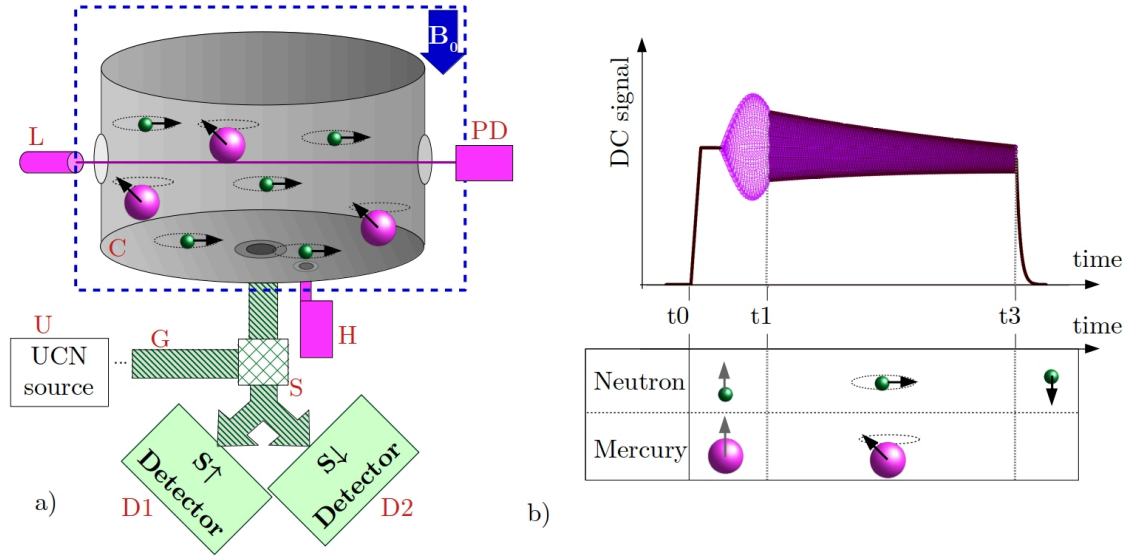 B₀
L
PD
C
U
G
H
UCN
source
...
S
S↑
Detector
S↓
Detector
D1
D2
a)
DC signal
time
t0
t1
t3
time
Neutron
Mercury
b)